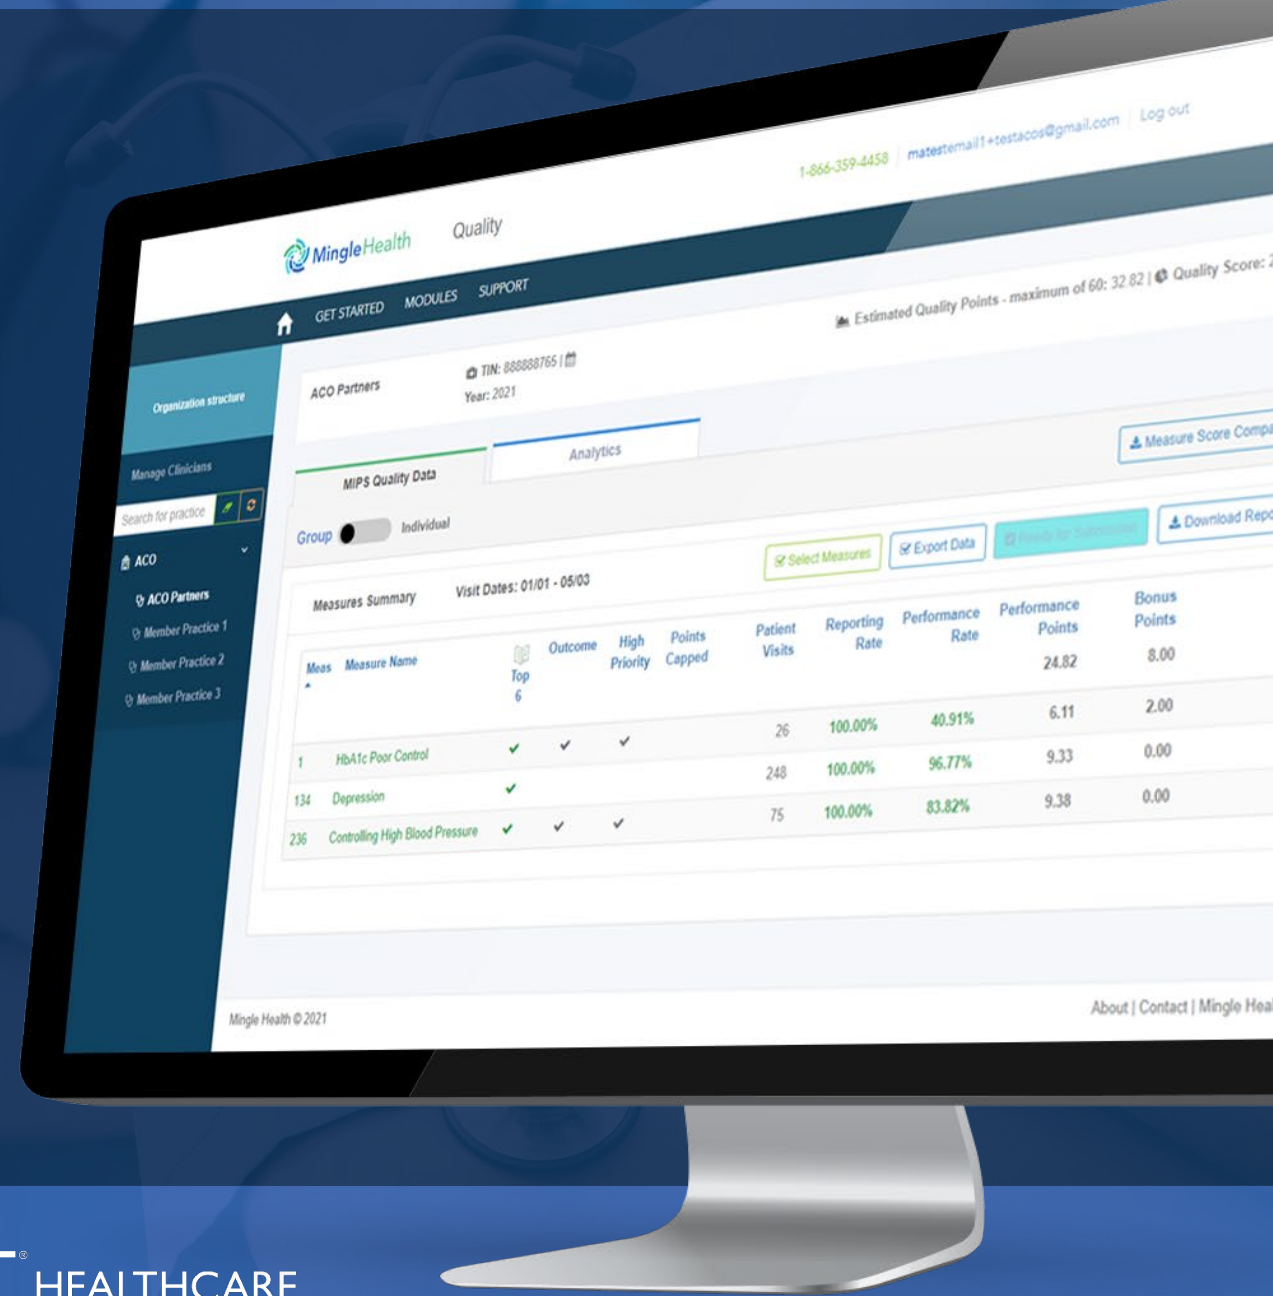 1-866-359-4458 | matestemail1+testacos@gmail.com | Log out
MingleHealth Quality
GET STARTED MODULES SUPPORT
Estimated Quality Points - maximum of 60: 32.82 | Quality Score: 2
ACO Partners TIN: 888888765 |
Year: 2021
Organization structure
Manage Clinicians
Search for practice
ACO
ACO Partners
Member Practice 1
Member Practice 2
Member Practice 3
MIPS Quality Data Analytics
Measure Score Compa
Group Individual
Select Measures Export Data Ready for Submission Download Repo
Measures Summary Visit Dates: 01/01 - 05/03
Meas Measure Name Top 6 Outcome High Priority Points Capped Patient Visits Reporting Rate Performance Rate Performance Points Bonus Points
24.82 8.00
1 HbA1c Poor Control 26 100.00% 40.91% 6.11 2.00
134 Depression 248 100.00% 96.77% 9.33 0.00
236 Controlling High Blood Pressure 75 100.00% 83.82% 9.38 0.00
Mingle Health © 2021 About | Contact | Mingle Heal
®
HEALTHCARE